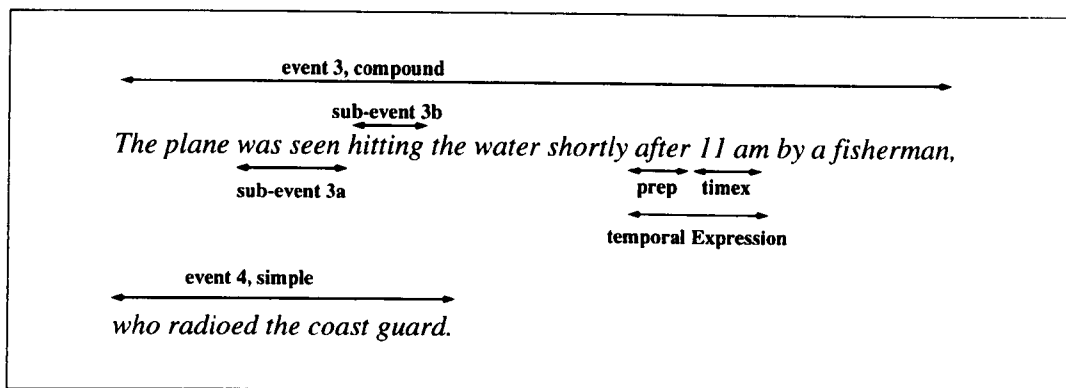 event 3, compound
sub-event 3b
The plane was seen hitting the water shortly after 11 am by a fisherman,
sub-event 3a
prep timex
temporal Expression
event 4, simple
who radioed the coast guard.